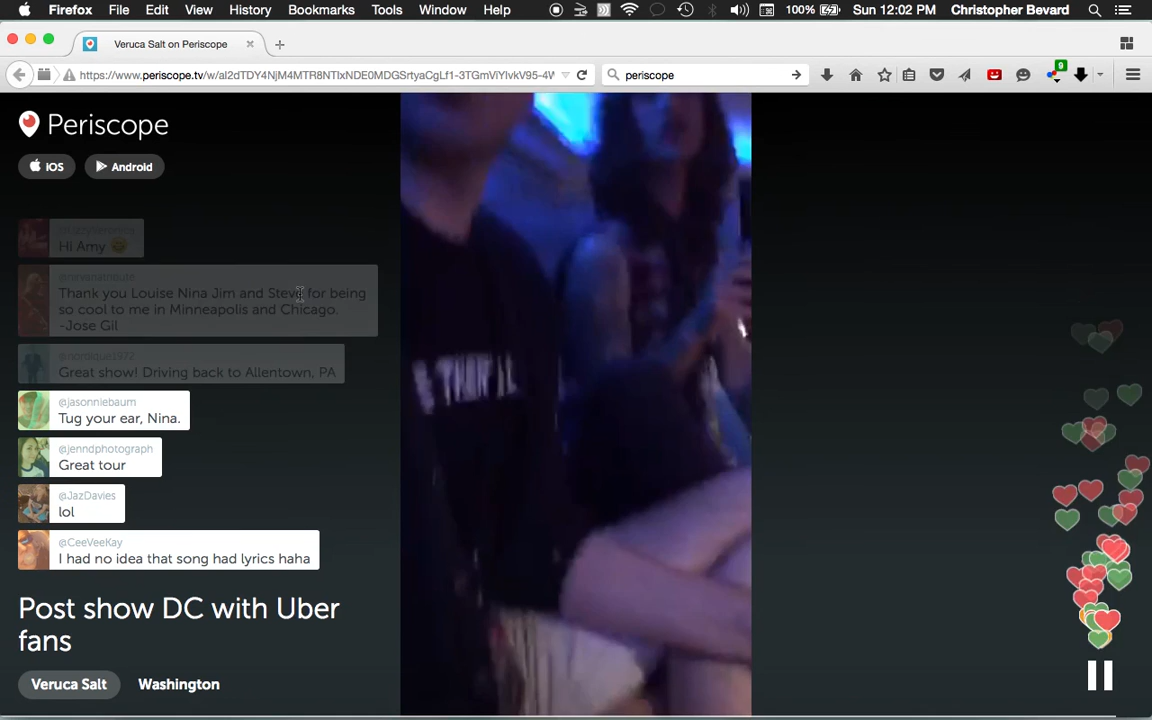 Firefox File Edit View History Bookmarks Tools Window Help 100% Sun 12:02 PM Christopher Bevard
Veruca Salt on Periscope
periscope
9
Periscope
iOS Android
Hi Amy
Thank you Louise Nina Jim and Steve for being
so cool to me in Minneapolis and Chicago.
-Jose Gil
@nordique1972
Great show! Driving back to Allentown, PA
@jasonniebaum
Tug your ear, Nina.
@jenndphotograph
Great tour
@JazDavies
lol
@CeeVeeKay
I had no idea that song had lyrics haha
Post show DC with Uber
fans
Veruca Salt Washington